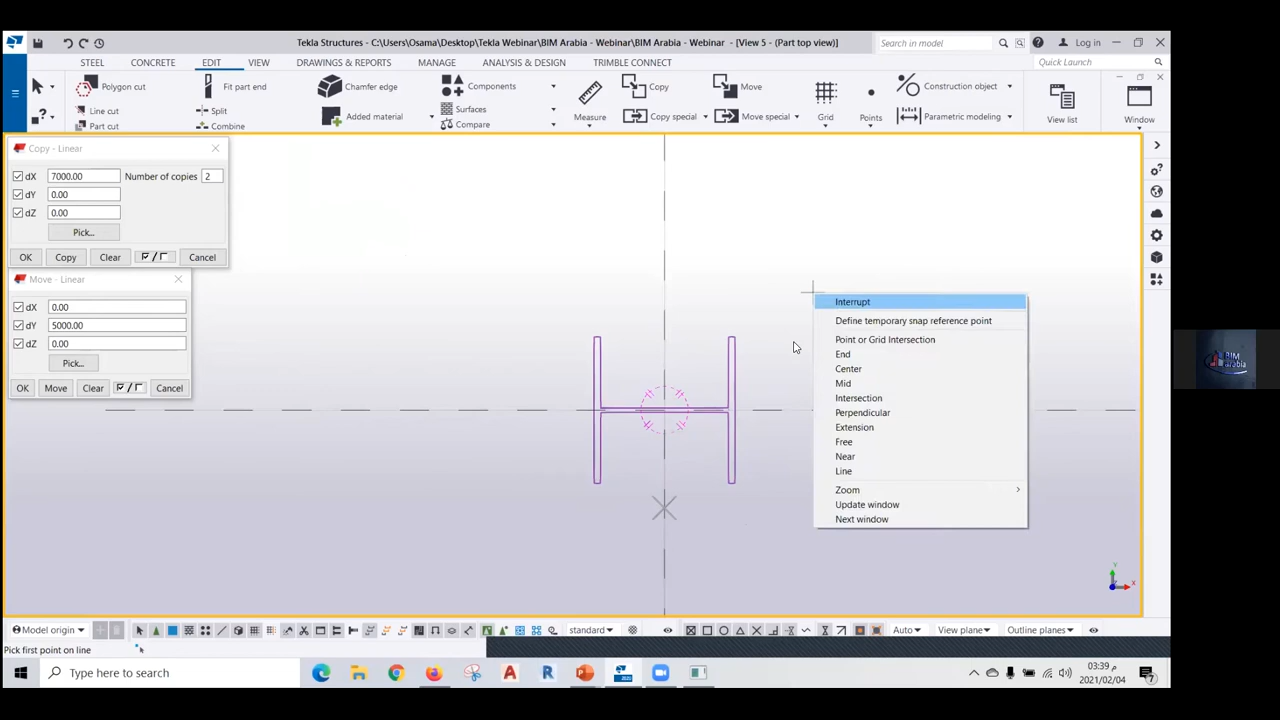 Tekla Structures - C:\Users\Osama\Desktop\Tekla Webinar\BIM Arabia - Webinar\BIM Arabia - Webinar - [View 5 - (Part top view)]
Search in model
Log in
STEEL CONCRETE EDIT VIEW DRAWINGS & REPORTS MANAGE ANALYSIS & DESIGN TRIMBLE CONNECT
Quick Launch
Polygon cut
Fit part end
Chamfer edge
Components
Copy
Move
Construction object
Line cut
Split
Added material
Surfaces
Measure
Copy special
Move special
Grid
Points
Parametric modeling
View list
Window
Part cut
Combine
Compare
Copy - Linear
dX 7000.00 Number of copies 2
dY 0.00
dZ 0.00
Pick...
OK Copy Clear Cancel
Move - Linear
dX 0.00
dY 5000.00
dZ 0.00
Pick...
OK Move Clear Cancel
Interrupt
Define temporary snap reference point
Point or Grid Intersection
End
Center
Mid
Intersection
Perpendicular
Extension
Free
Near
Line
Zoom
Update window
Next window
BIM
arabia
Model origin
standard
Auto
View plane
Outline planes
Pick first point on line
Type here to search
03:39 م
2021/02/04
7